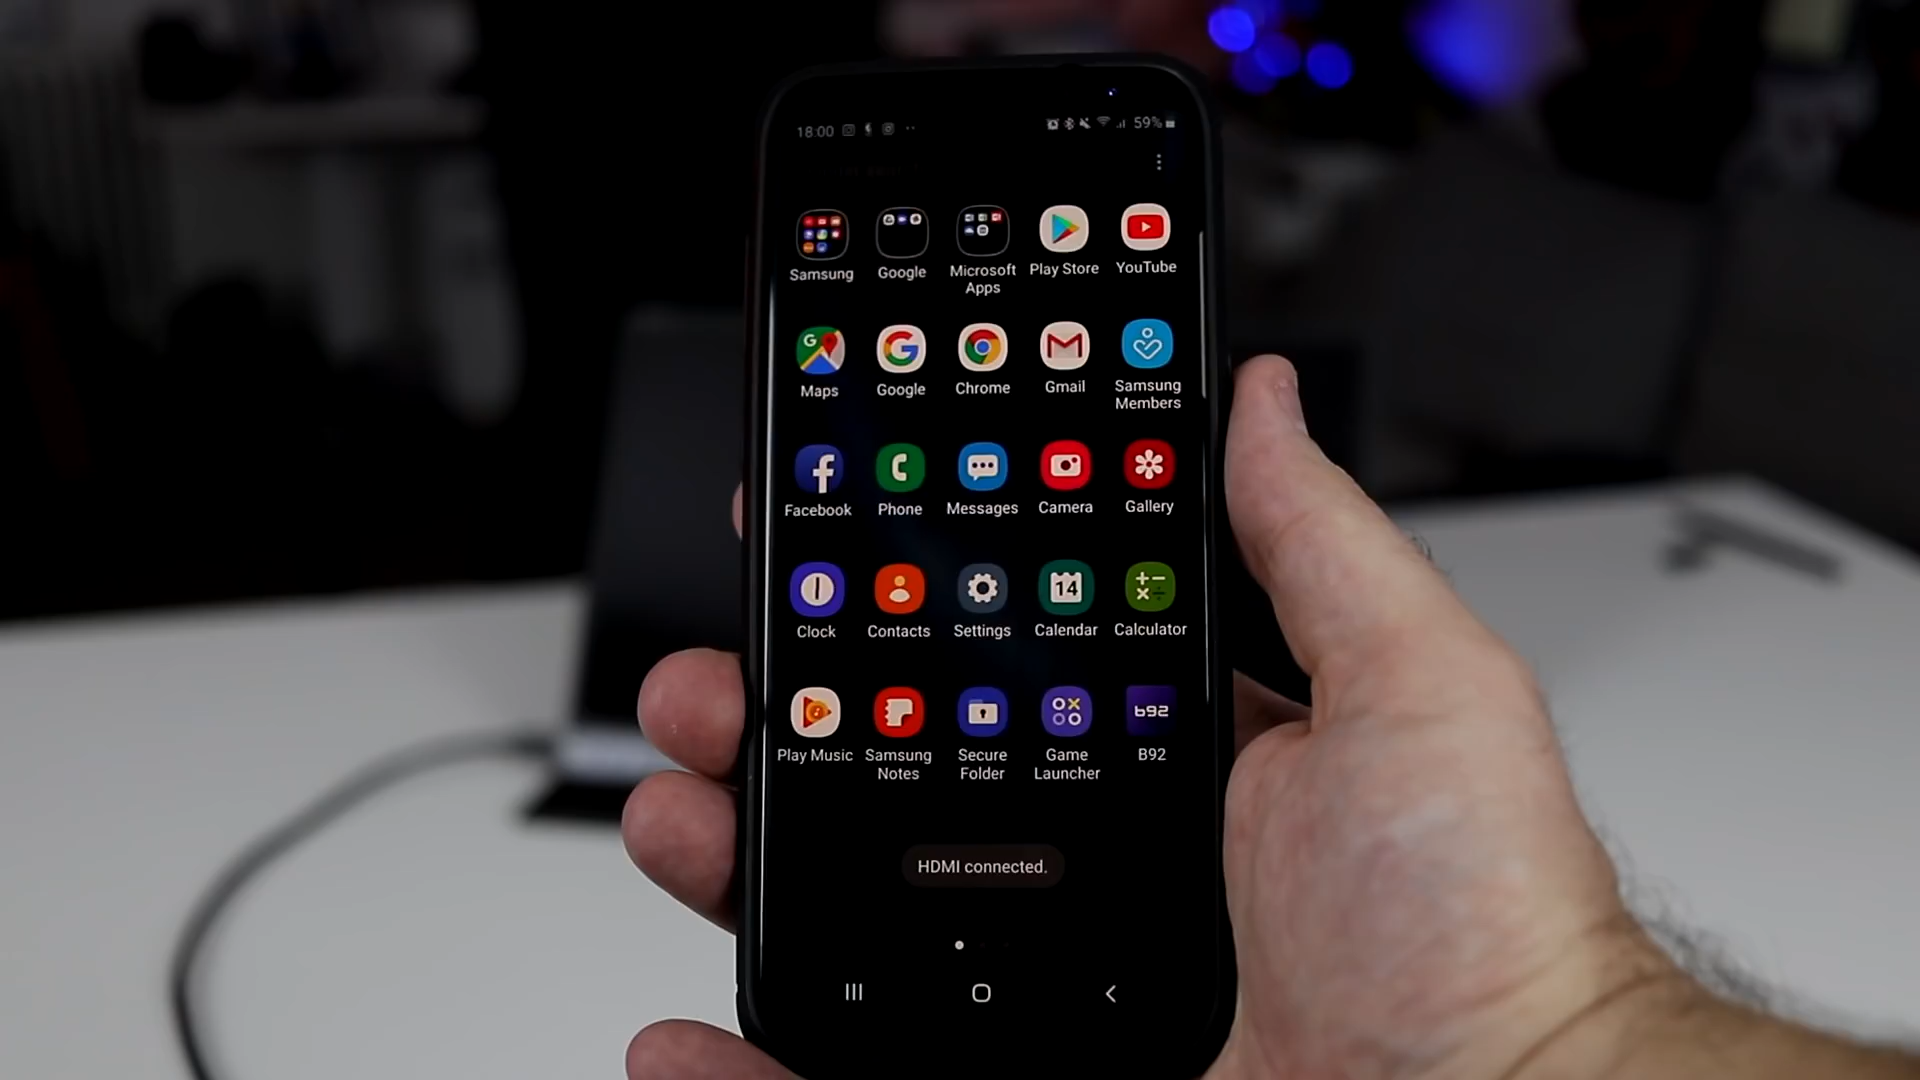 18:00 59%
Samsung Google Microsoft Apps Play Store YouTube
Maps Google Chrome Gmail Samsung Members
Facebook Phone Messages Camera Gallery
14
Clock Contacts Settings Calendar Calculator
b92
Play Music Samsung Notes Secure Folder Game Launcher B92
HDMI connected.